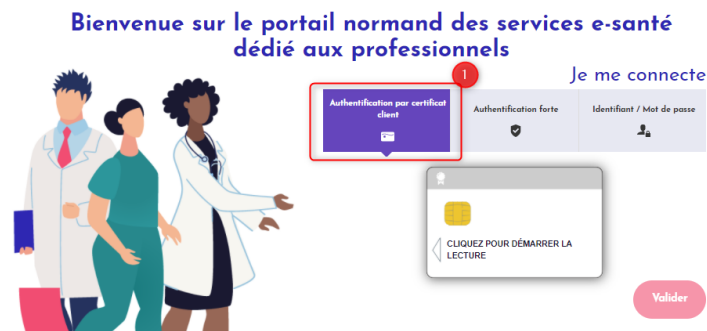 Bienvenue sur le portail normand des services e-santé
dédié aux professionnels
1
Je me connecte
Authentification par certificat
client
Authentification forte
Identifiant / Mot de passe
CLIQUEZ POUR DÉMARRER LA
LECTURE
Valider